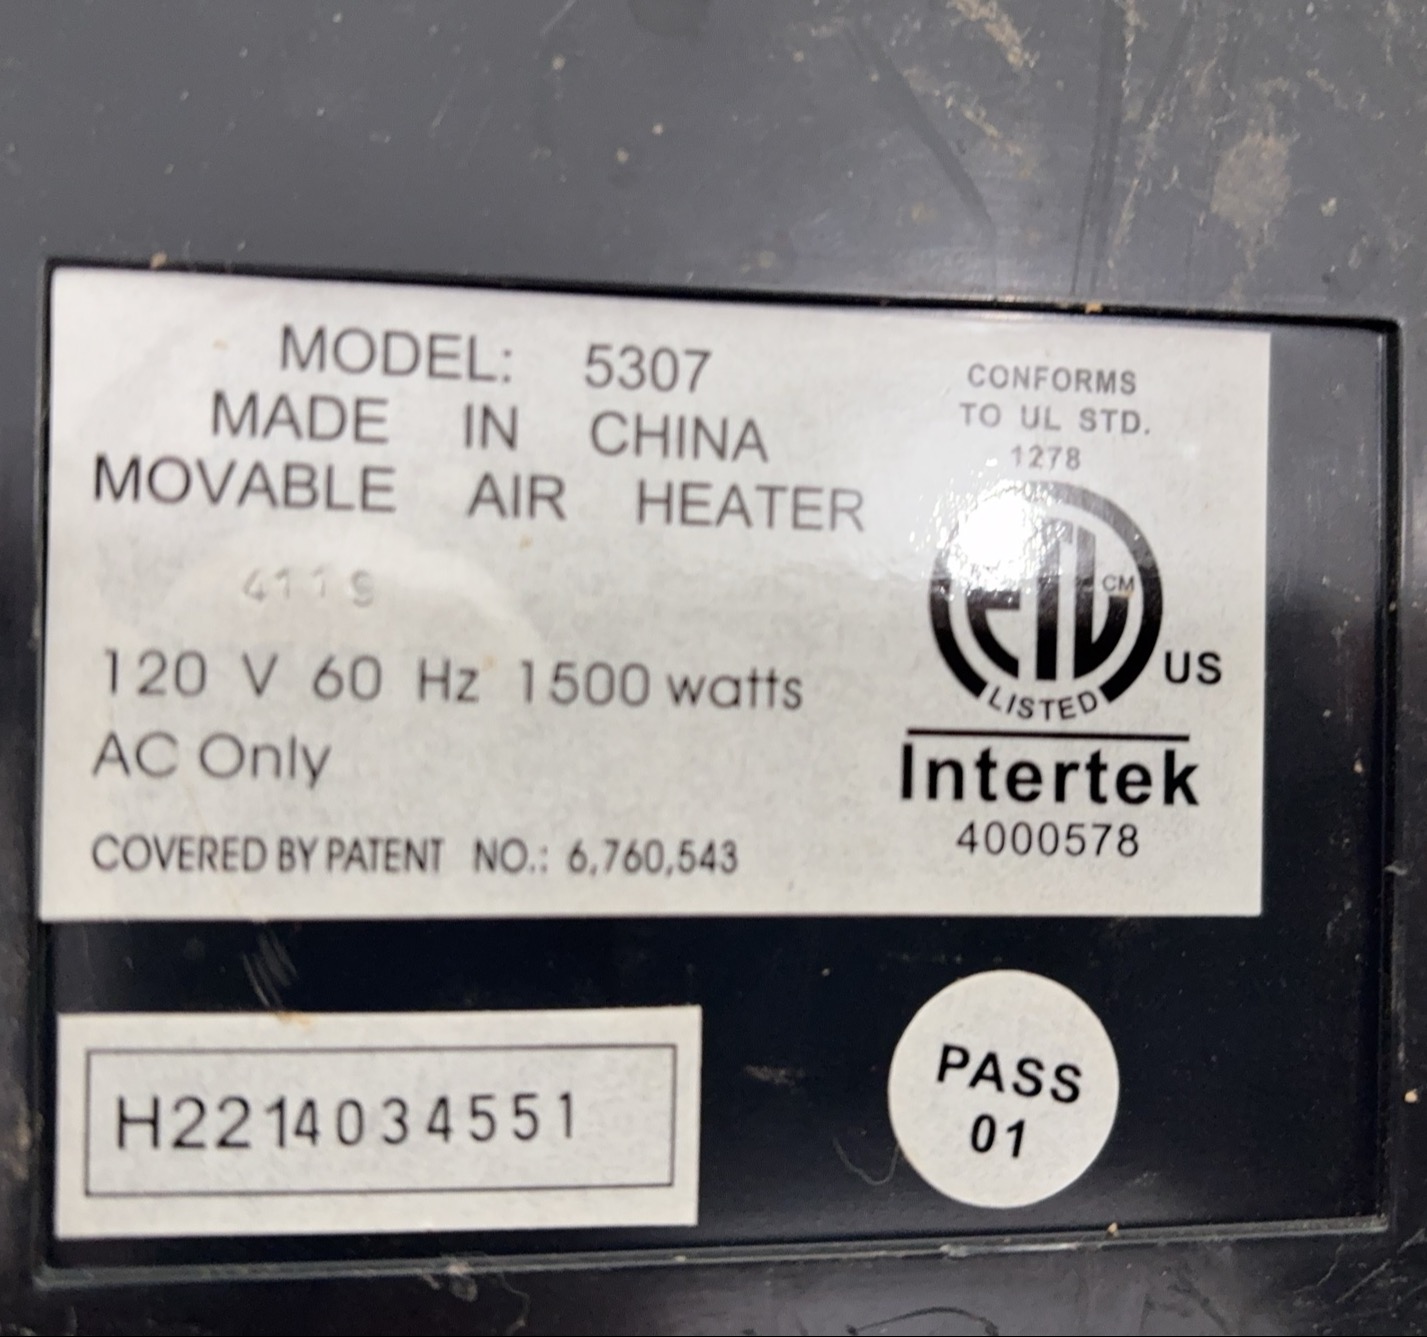 MODEL: 5307
MADE IN CHINA
MOVABLE AIR HEATER
4119
120 V 60 Hz 1500 watts
AC Only
COVERED BY PATENT NO.: 6,760,543
CONFORMS
TO UL STD.
1278
ETL CM
LISTED
US
Intertek
4000578
H2214034551
PASS
01